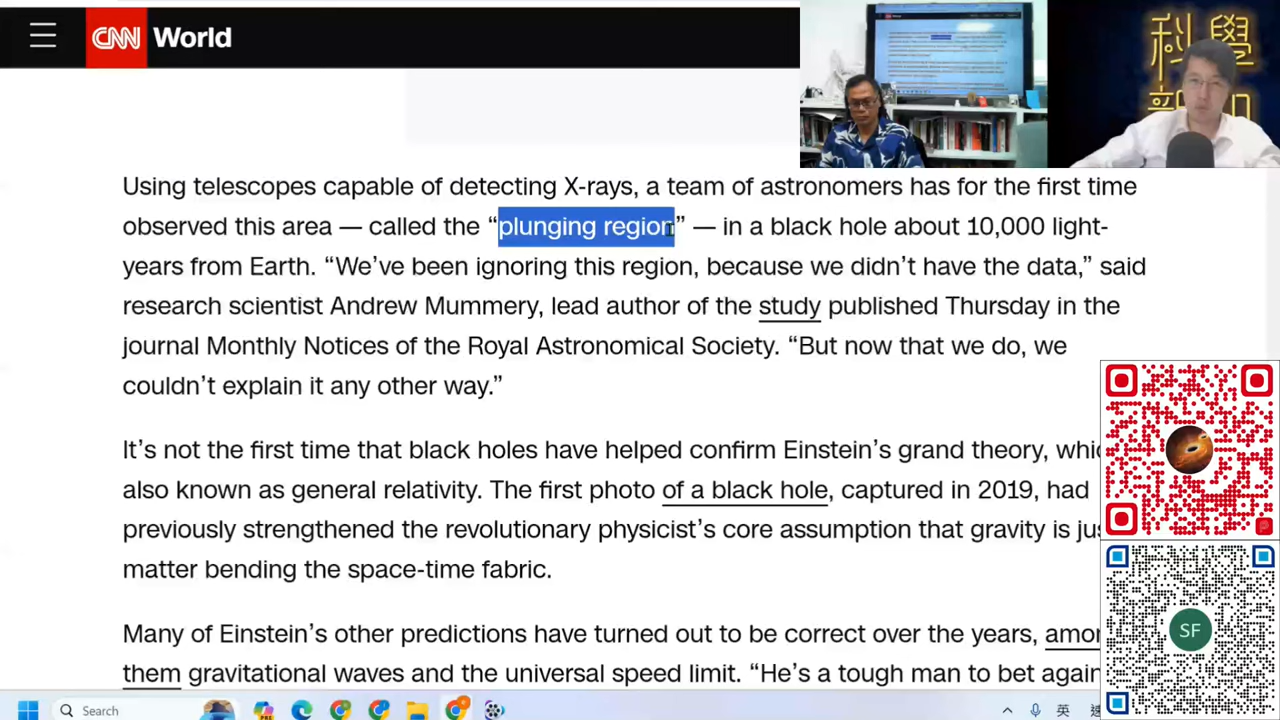 CNN World
科學
部
Using telescopes capable of detecting X-rays, a team of astronomers has for the first time
observed this area — called the “plunging region” — in a black hole about 10,000 light-
years from Earth. “We’ve been ignoring this region, because we didn’t have the data,” said
research scientist Andrew Mummery, lead author of the study published Thursday in the
journal Monthly Notices of the Royal Astronomical Society. “But now that we do, we
couldn’t explain it any other way.”
It’s not the first time that black holes have helped confirm Einstein’s grand theory, whic
also known as general relativity. The first photo of a black hole, captured in 2019, had
previously strengthened the revolutionary physicist’s core assumption that gravity is jus
matter bending the space-time fabric.
SF
Many of Einstein’s other predictions have turned out to be correct over the years, amon
them gravitational waves and the universal speed limit. “He’s a tough man to bet again
Search
英